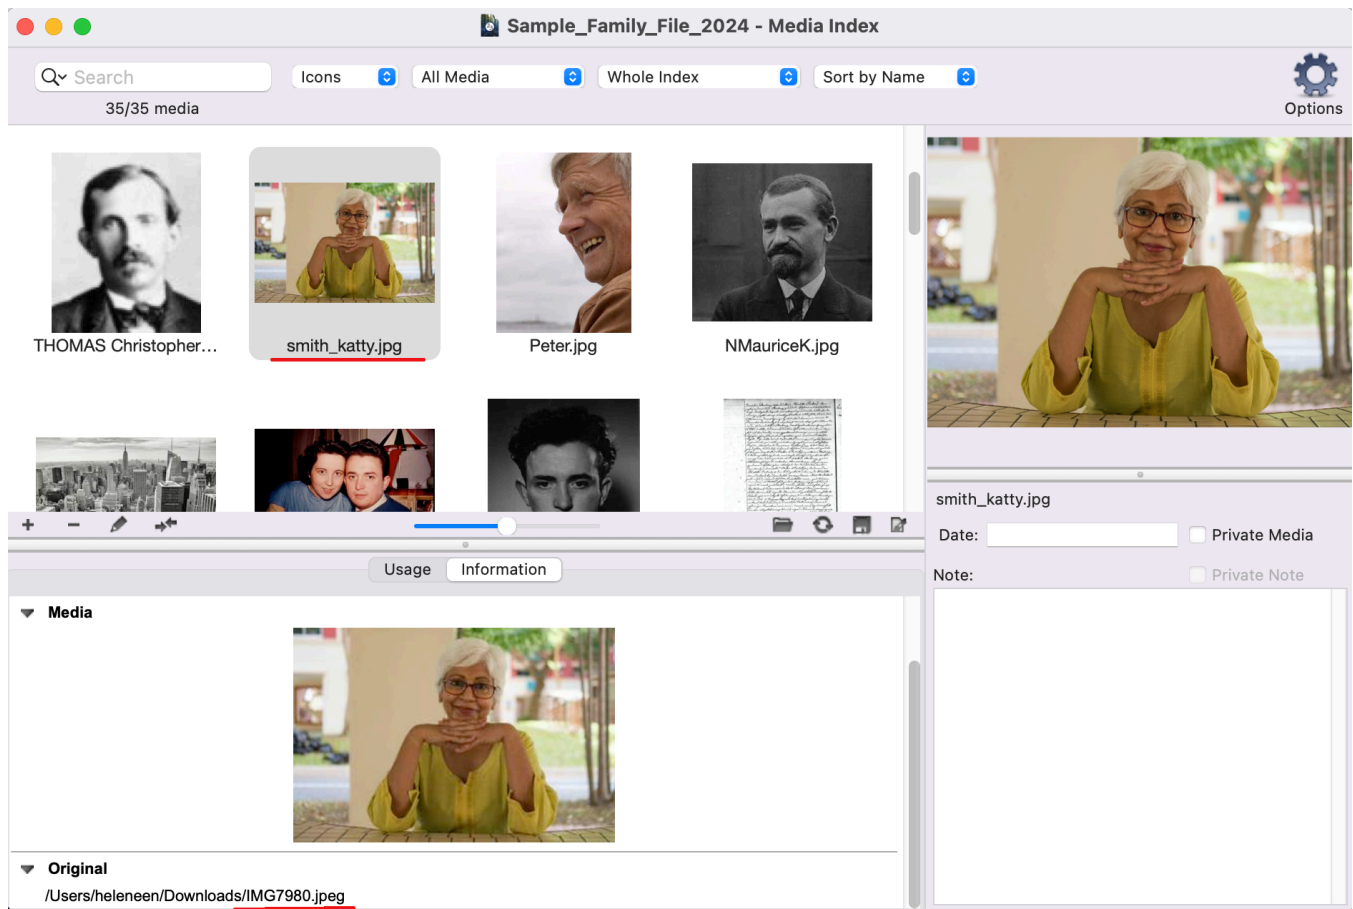 Sample_Family_File_2024 - Media Index
Search
Icons
All Media
Whole Index
Sort by Name
Options
35/35 media
THOMAS Christopher...
smith_katty.jpg
Peter.jpg
NMauriceK.jpg
smith_katty.jpg
Date:
Private Media
Note:
Private Note
Usage
Information
Media
Original
/Users/heleneen/Downloads/IMG7980.jpeg